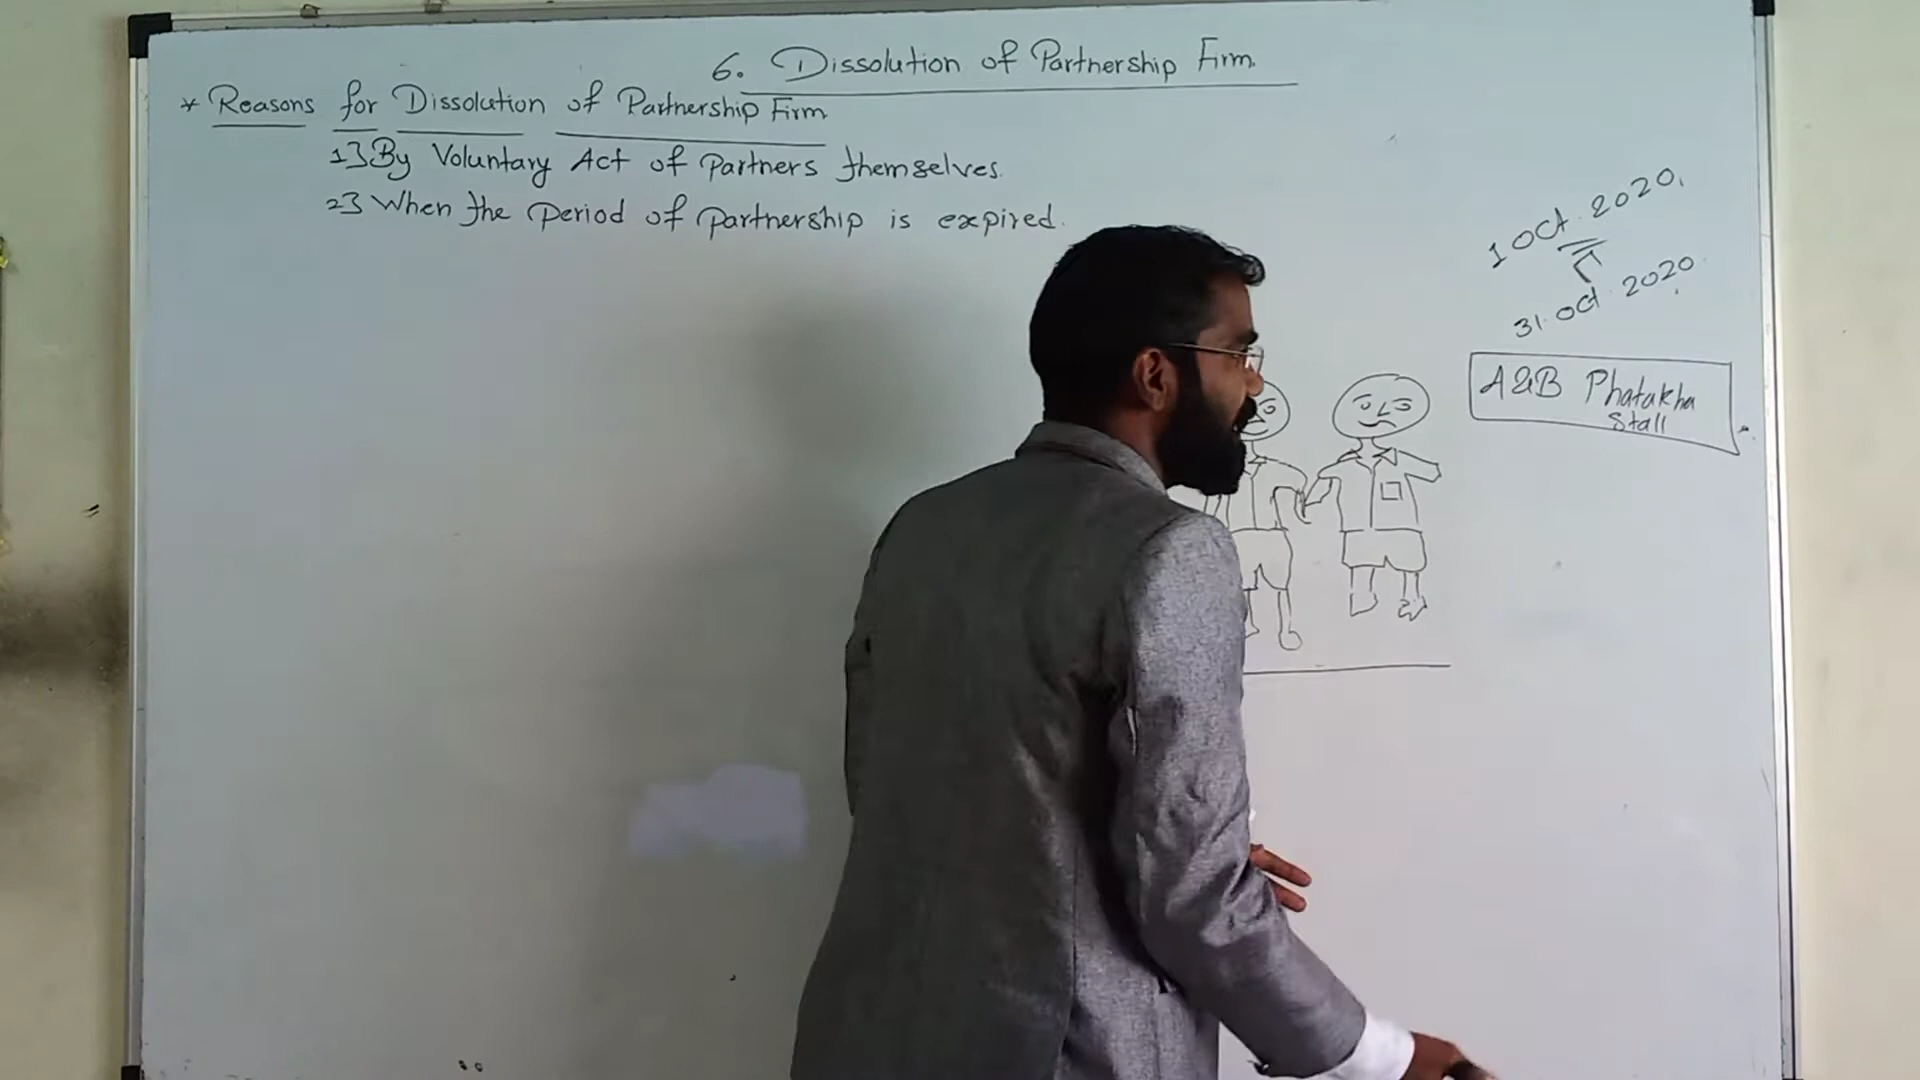 6. Dissolution of Partnership Firm.
* Reasons for Dissolution of Partnership Firm
1} By Voluntary Act of Partners themselves.
2} When the period of partnership is expired.
1 Oct. 2020.
31. Oct. 2020.
A&B Phatakha
Stall